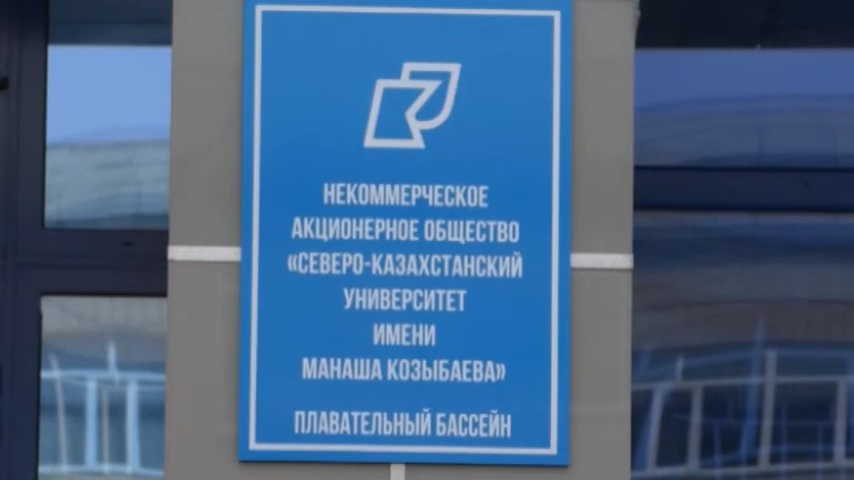 НЕКОММЕРЧЕСКОЕ
АКЦИОНЕРНОЕ ОБЩЕСТВО
«СЕВЕРО-КАЗАХСТАНСКИЙ
УНИВЕРСИТЕТ
ИМЕНИ
МАНАША КОЗЫБАЕВА»
ПЛАВАТЕЛЬНЫЙ БАССЕЙН